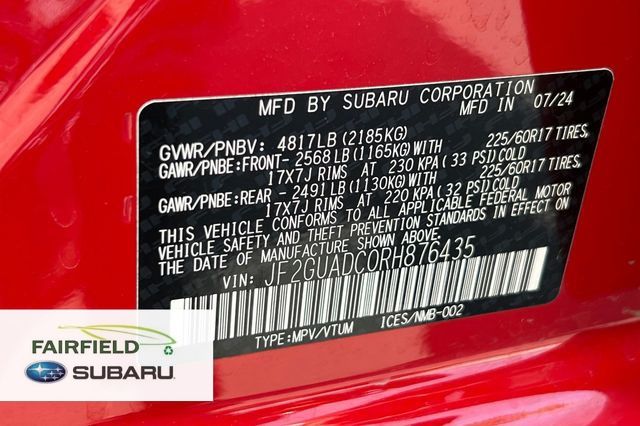 MFD BY SUBARU CORPORATION
MFD IN 07/24
GVWR/PNBV: 4817LB(2185KG)
GAWR/PNBE:FRONT- 2568LB(1165KG)WITH 225/60R17 TIRES,
17X7J RIMS AT 230 KPA(33 PSI)COLD
GAWR/PNBE:REAR - 2491LB(1130KG)WITH 225/60R17 TIRES,
17X7J RIMS AT 220 KPA(32 PSI)COLD
THIS VEHICLE CONFORMS TO ALL APPLICABLE FEDERAL MOTOR
VEHICLE SAFETY AND THEFT PREVENTION STANDARDS IN EFFECT ON
THE DATE OF MANUFACTURE SHOWN ABOVE.
VIN: JF2GUADC0RH876435
TYPE:MPV/VTUM ICES/NMB-002
FAIRFIELD
SUBARU